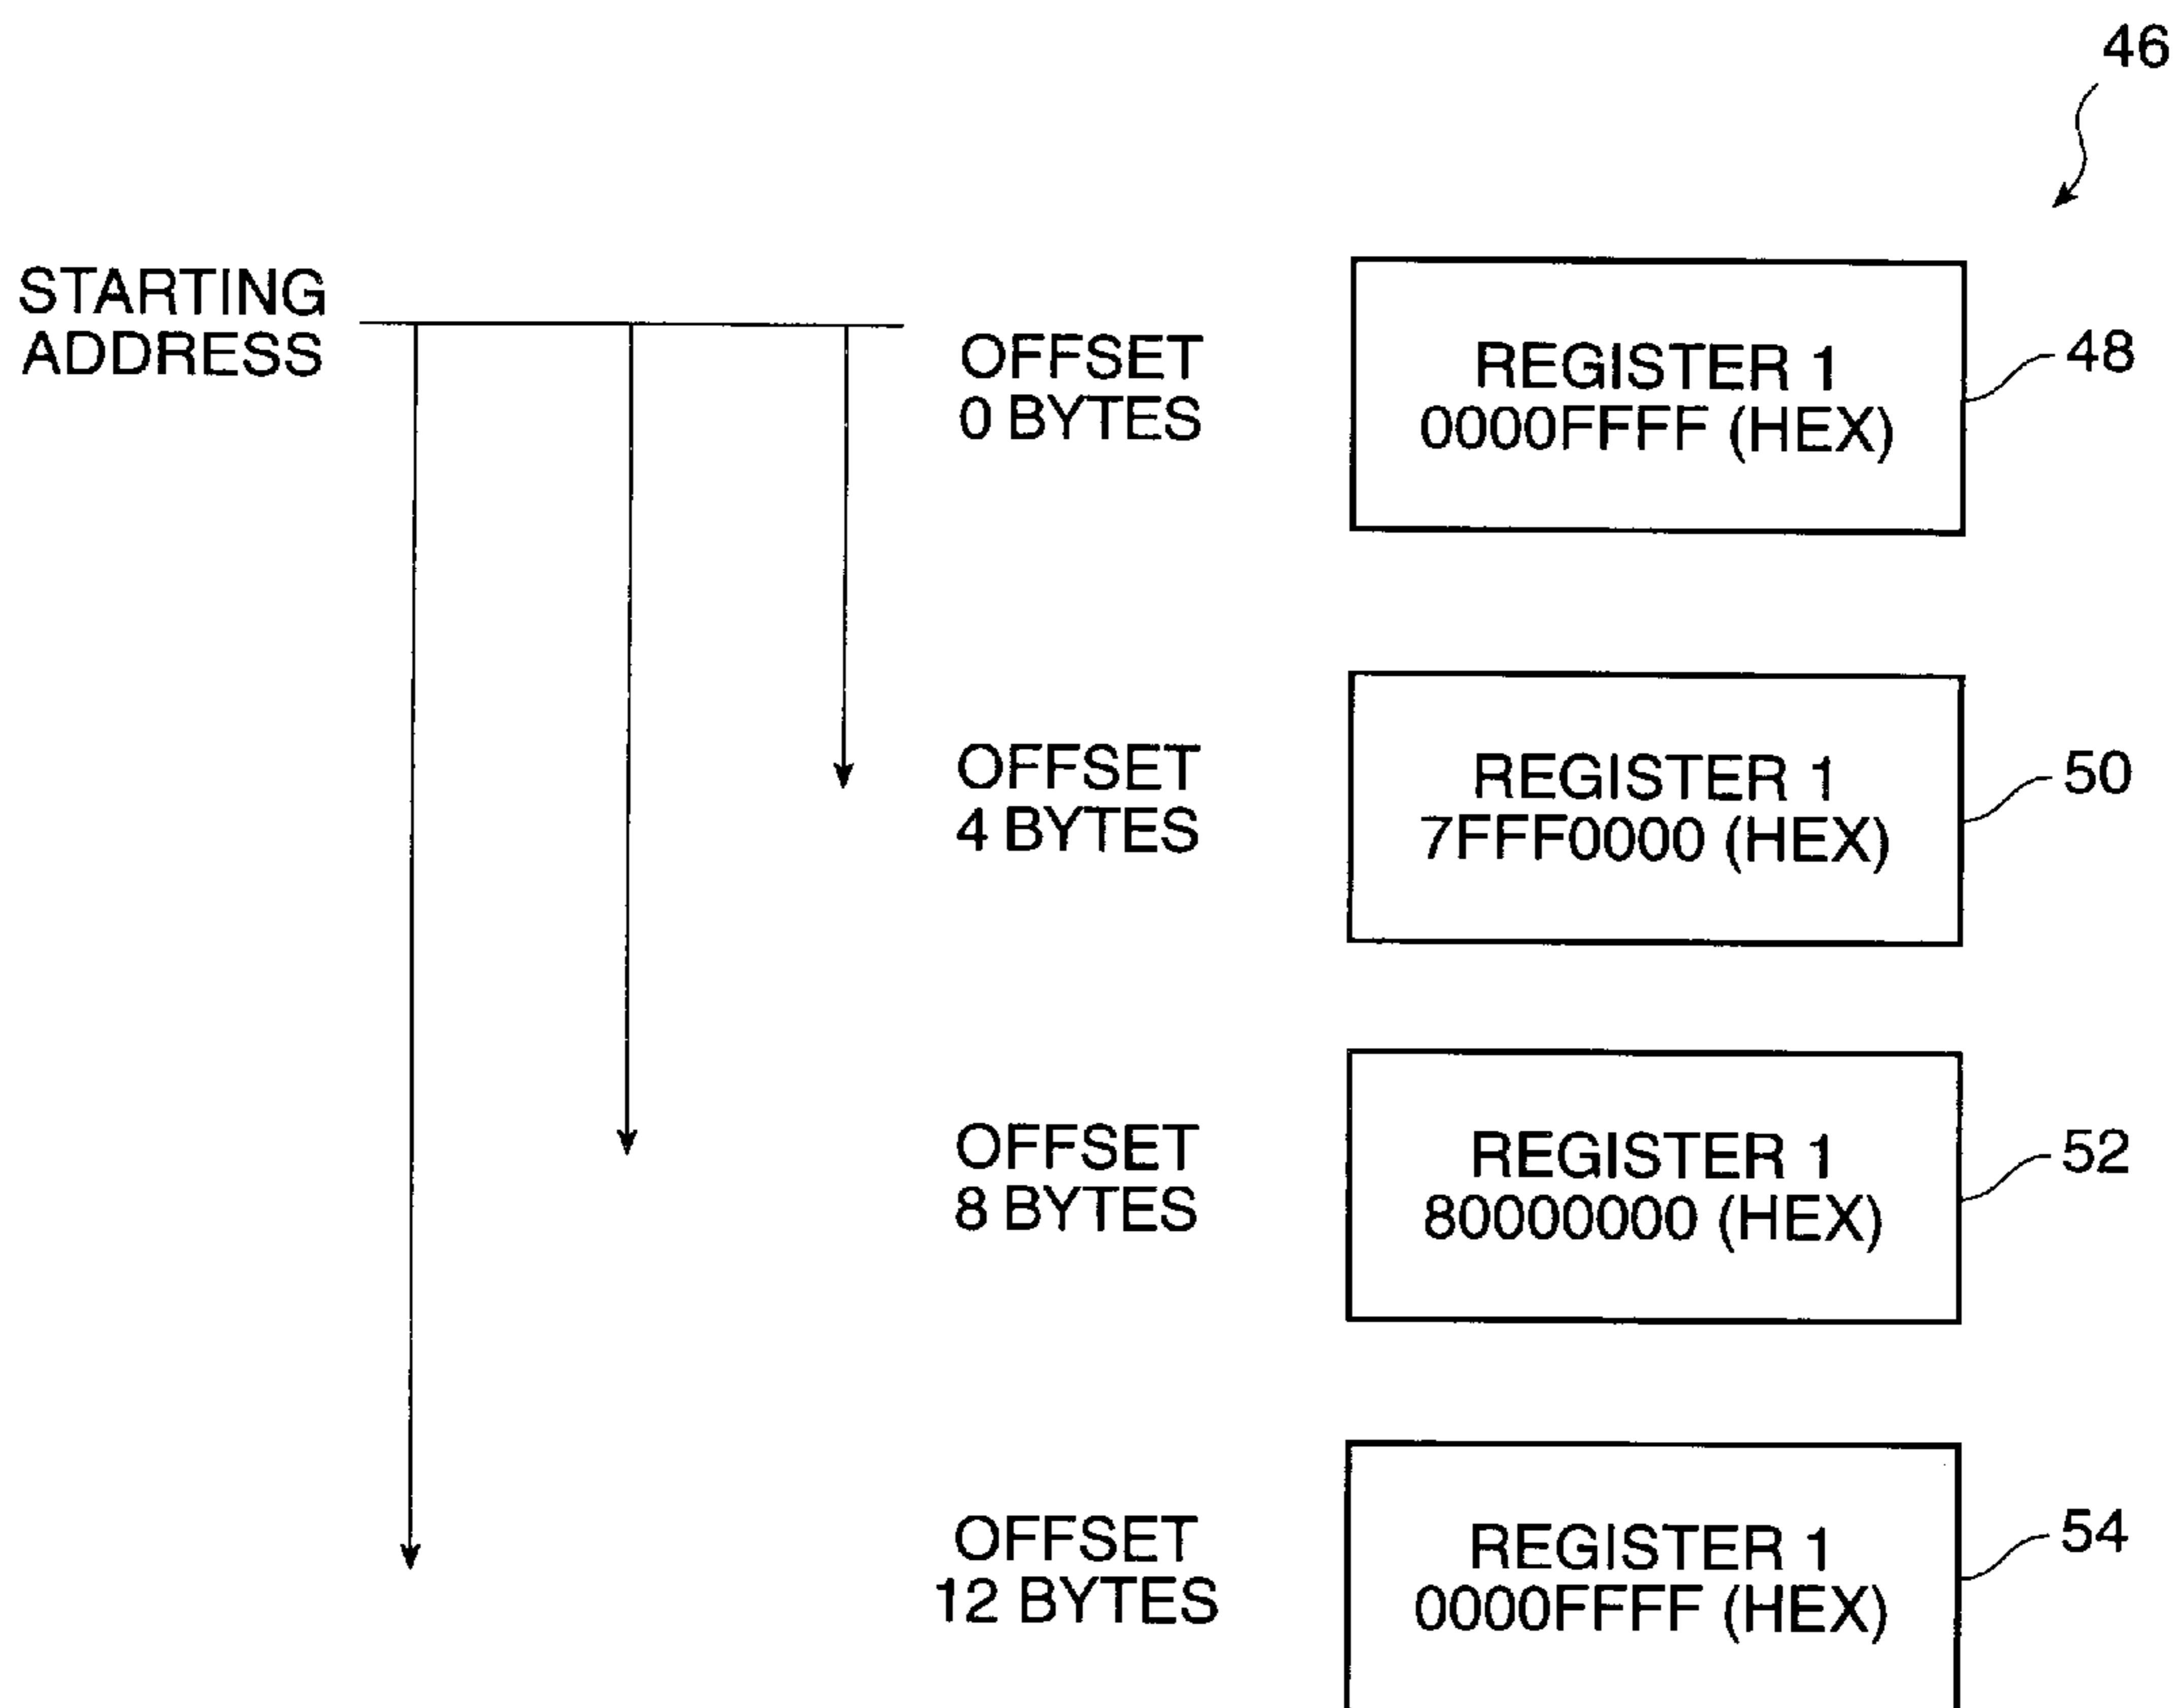 46
STARTING
ADDRESS
OFFSET
0 BYTES
REGISTER 1
0000FFFF (HEX)
48
OFFSET
4 BYTES
REGISTER 1
7FFF0000 (HEX)
50
OFFSET
8 BYTES
REGISTER 1
80000000 (HEX)
52
OFFSET
12 BYTES
REGISTER 1
0000FFFF (HEX)
54